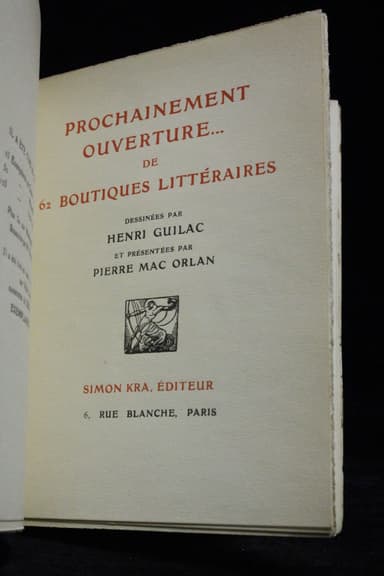 PROCHAINEMENT
OUVERTURE...
DE
62 BOUTIQUES LITTÉRAIRES
DESSINÉES PAR
HENRI GUILAC
ET PRÉSENTÉES PAR
PIERRE MAC ORLAN
SIMON KRA, ÉDITEUR
6, RUE BLANCHE, PARIS